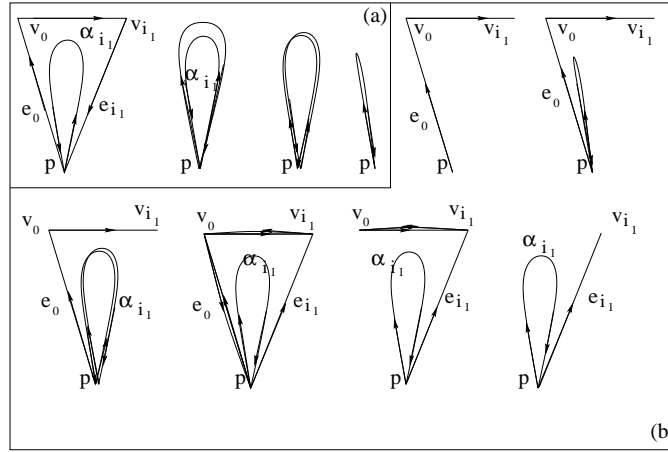 v0 vi1 (a) v0 vi1 v0 vi1
αi1 αi1
e0 ei1 e0 e0
p p p p p p
v0 vi1 v0 vi1 v0 vi1 vi1
αi1 αi1 αi1
e0 αi1 e0 ei1 ei1 ei1
p p p p
(b)